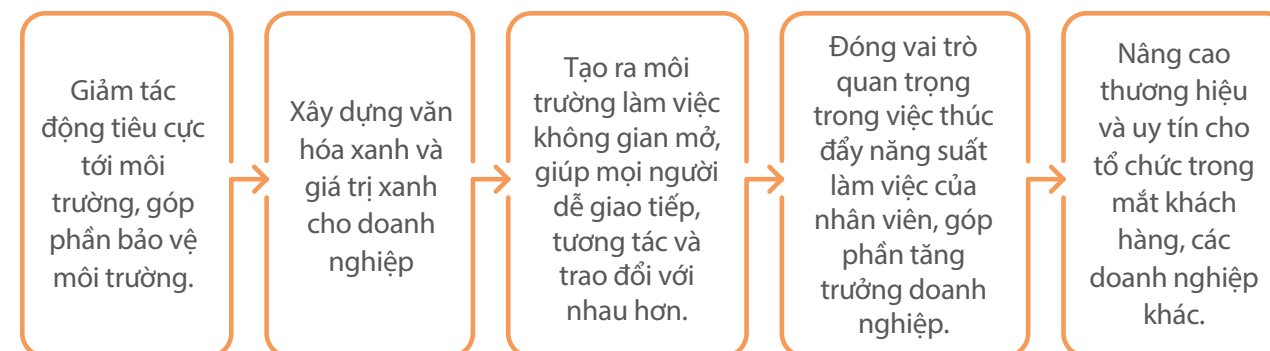 Giảm tác
động tiêu cực
tới môi
trường, góp
phần bảo vệ
môi trường.
Xây dựng văn
hóa xanh và
giá trị xanh
cho doanh
nghiệp
Tạo ra môi
trường làm việc
không gian mở,
giúp mọi người
dễ giao tiếp,
tương tác và
trao đổi với
nhau hơn.
Đóng vai trò
quan trọng
trong việc thúc
đẩy năng suất
làm việc của
nhân viên, góp
phần tăng
trưởng doanh
nghiệp.
Nâng cao
thương hiệu
và uy tín cho
tổ chức trong
mắt khách
hàng, các
doanh nghiệp
khác.